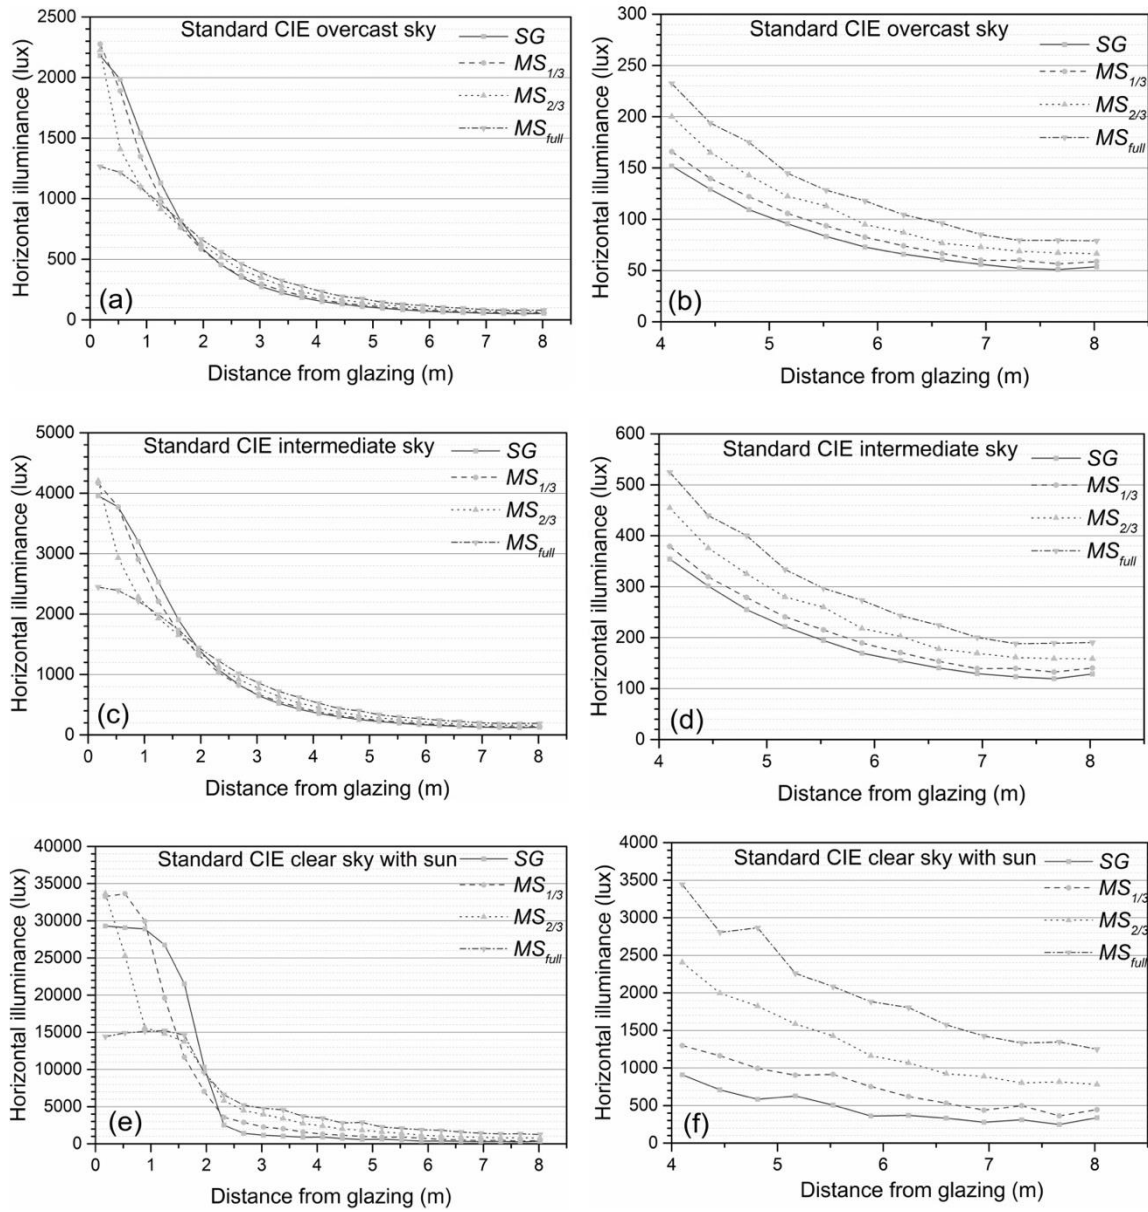 Standard CIE overcast sky
SG
MS1/3
MS2/3
MSfull
2500
2000
1500
1000
500
0
Horizontal illuminance (lux)
(a)
0 1 2 3 4 5 6 7 8
Distance from glazing (m)
Standard CIE overcast sky
SG
MS1/3
MS2/3
MSfull
300
250
200
150
100
50
0
Horizontal illuminance (lux)
(b)
4 5 6 7 8
Distance from glazing (m)
Standard CIE intermediate sky
SG
MS1/3
MS2/3
MSfull
5000
4000
3000
2000
1000
0
Horizontal illuminance (lux)
(c)
0 1 2 3 4 5 6 7 8
Distance from glazing (m)
Standard CIE intermediate sky
SG
MS1/3
MS2/3
MSfull
600
500
400
300
200
100
0
Horizontal illuminance (lux)
(d)
4 5 6 7 8
Distance from glazing (m)
Standard CIE clear sky with sun
SG
MS1/3
MS2/3
MSfull
40000
35000
30000
25000
20000
15000
10000
5000
0
Horizontal illuminance (lux)
(e)
0 1 2 3 4 5 6 7 8
Distance from glazing (m)
Standard CIE clear sky with sun
SG
MS1/3
MS2/3
MSfull
4000
3500
3000
2500
2000
1500
1000
500
0
Horizontal illuminance (lux)
(f)
4 5 6 7 8
Distance from glazing (m)